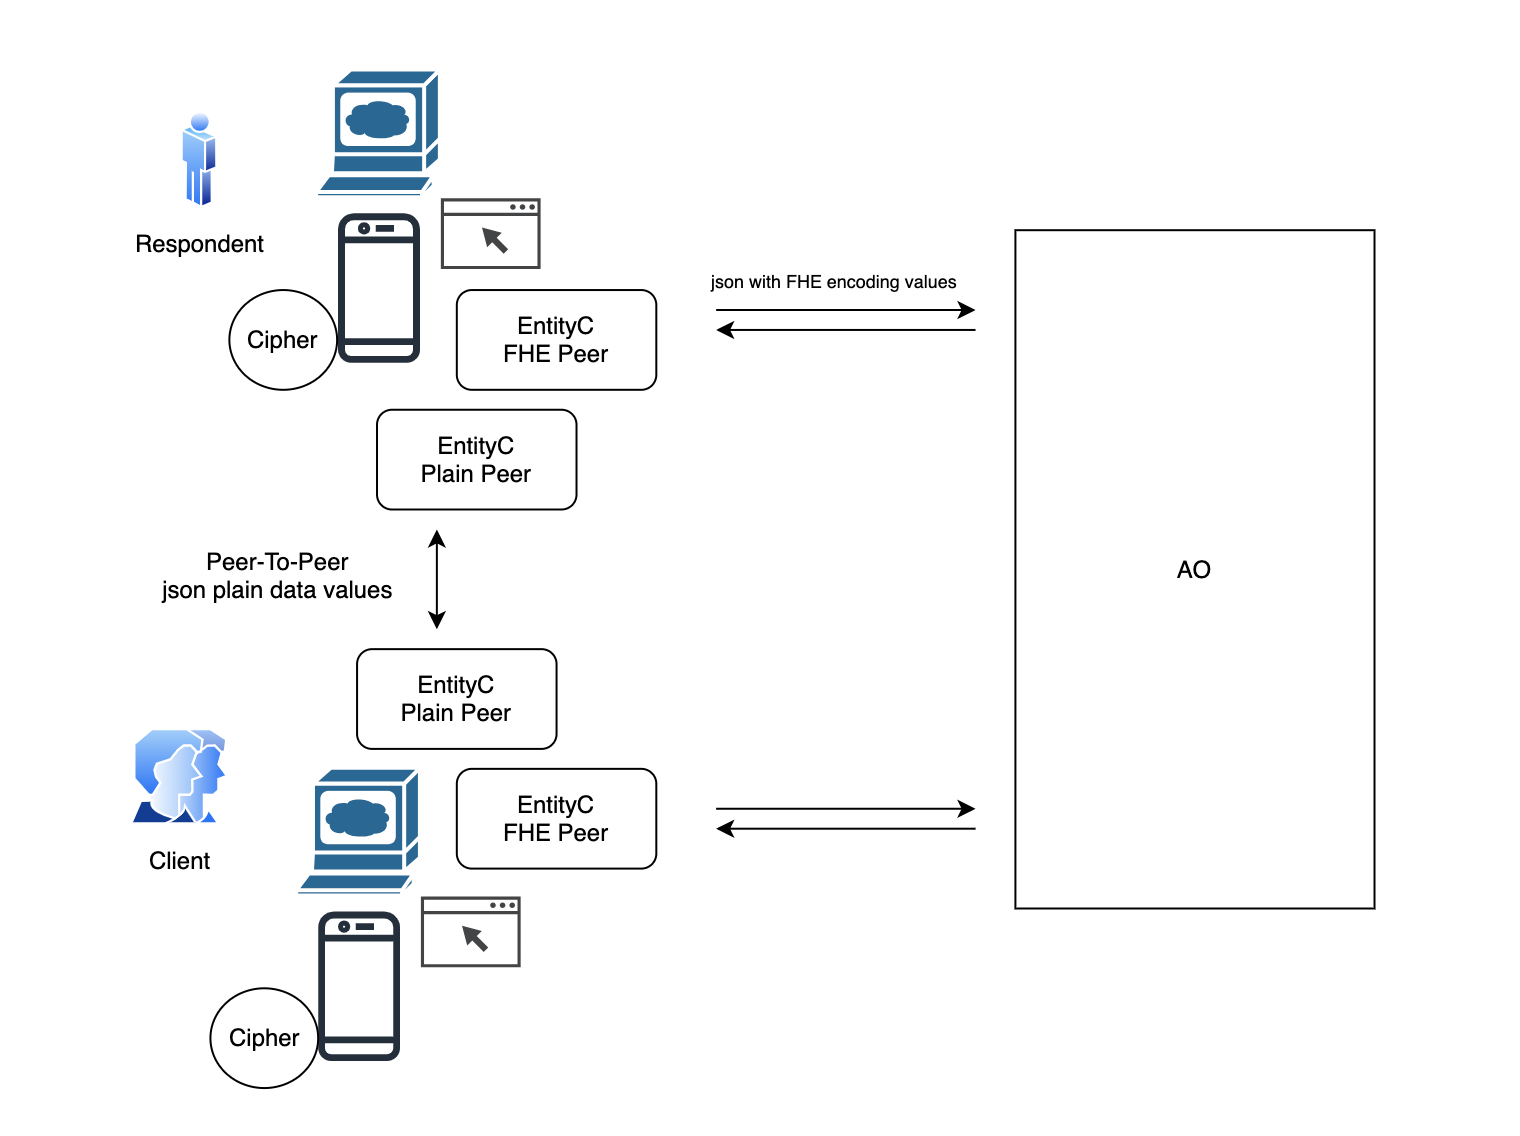 Respondent
Cipher
json with FHE encoding values
EntityC
FHE Peer
EntityC
Plain Peer
Peer-To-Peer
json plain data values
AO
EntityC
Plain Peer
EntityC
FHE Peer
Client
Cipher